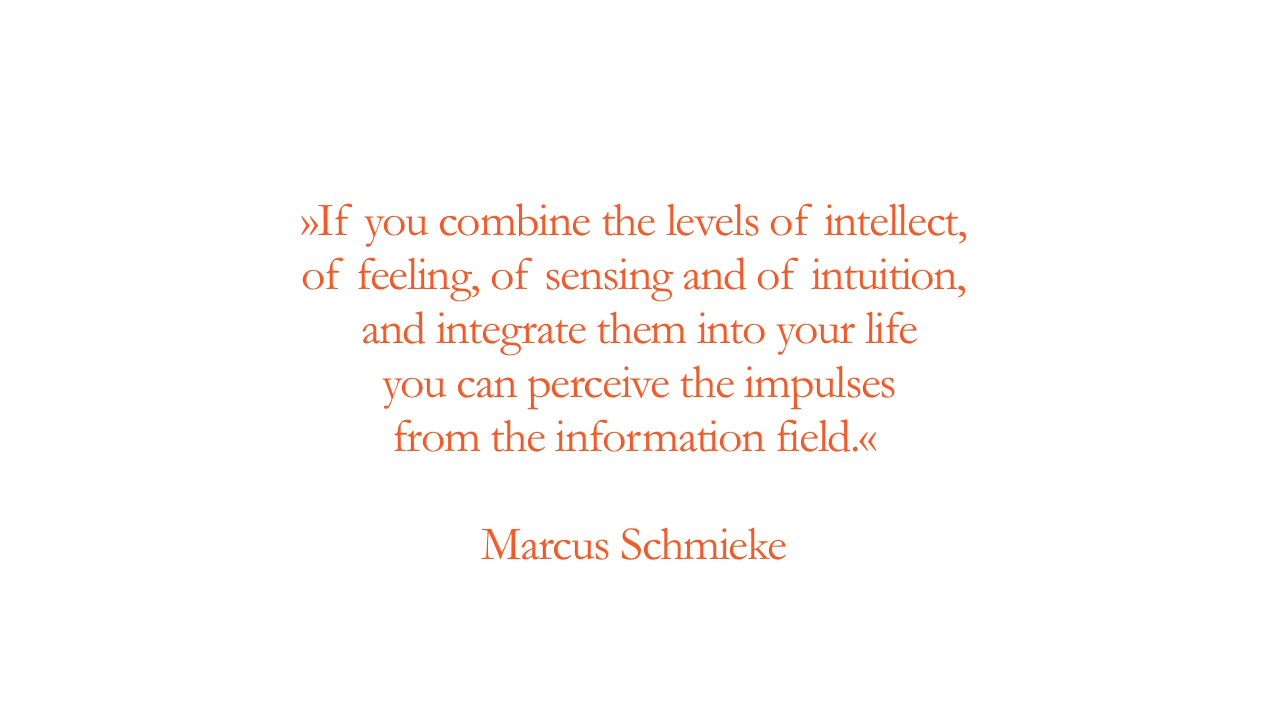 »If you combine the levels of intellect,
of feeling, of sensing and of intuition,
and integrate them into your life
you can perceive the impulses
from the information field.«
Marcus Schmieke